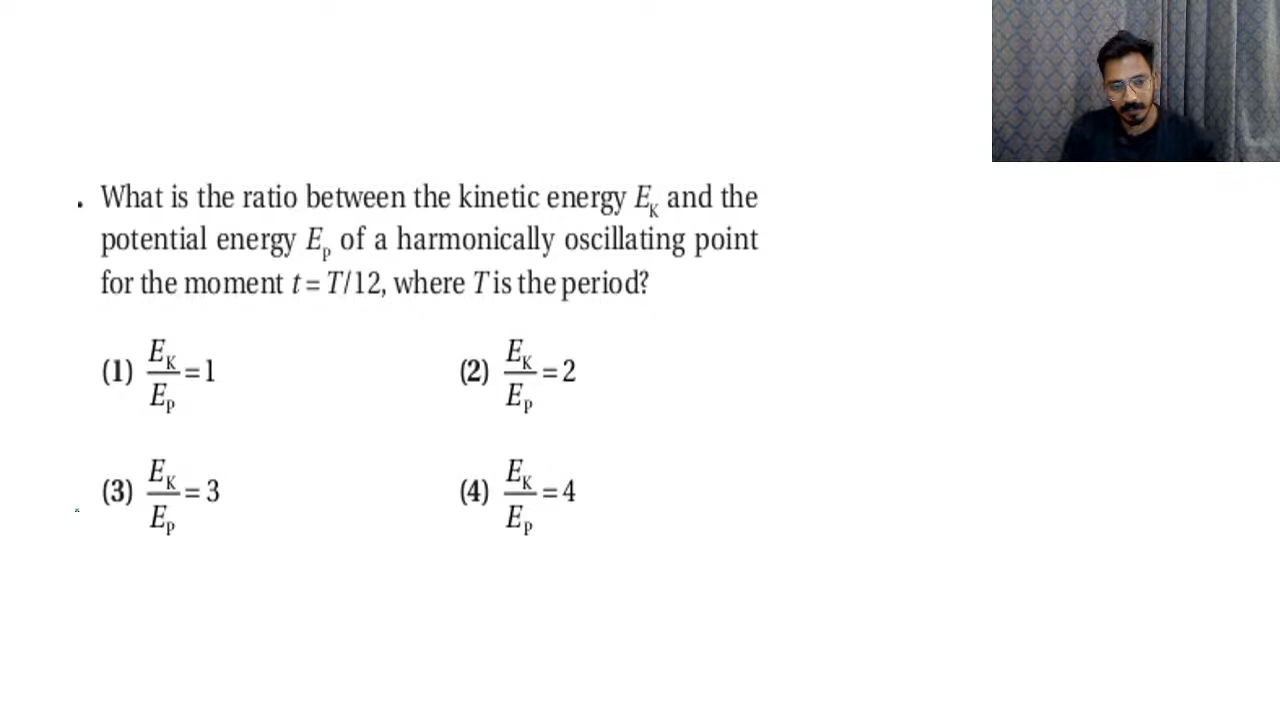 . What is the ratio between the kinetic energy E_K and the
potential energy E_p of a harmonically oscillating point
for the moment t = T/12, where T is the period?
(1) E_K/E_P = 1 (2) E_K/E_P = 2
(3) E_K/E_P = 3 (4) E_K/E_P = 4